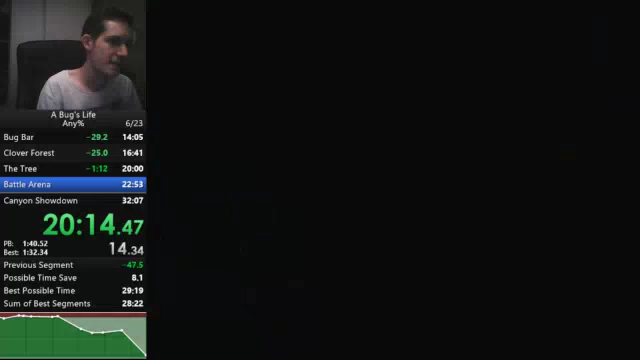 A Bug's Life
Any% 6/23
Bug Bar -29.2 14:05
Clover Forest -25.0 16:41
The Tree -1:12 20:00
Battle Arena 22:53
Canyon Showdown 32:07
20:14.47
PB: 1:40.52
Best: 1:32.34 14.34
Previous Segment -47.5
Possible Time Save 8.1
Best Possible Time 29:19
Sum of Best Segments 28:22